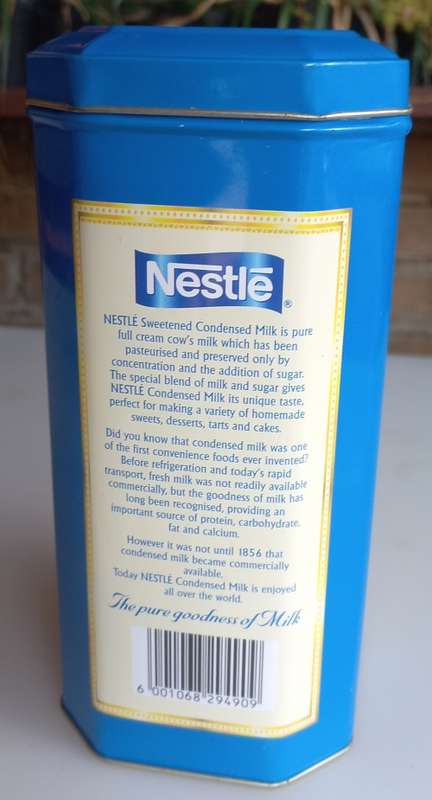 Nestlé
®
NESTLÉ Sweetened Condensed Milk is pure
full cream cow's milk which has been
pasteurised and preserved only by
concentration and the addition of sugar.
The special blend of milk and sugar gives
NESTLÉ Condensed Milk its unique taste,
perfect for making a variety of homemade
sweets, desserts, tarts and cakes.
Did you know that condensed milk was one
of the first convenience foods ever invented?
Before refrigeration and today's rapid
transport, fresh milk was not readily available
commercially, but the goodness of milk has
long been recognised, providing an
important source of protein, carbohydrate,
fat and calcium.
However it was not until 1856 that
condensed milk became commercially
available.
Today NESTLÉ Condensed Milk is enjoyed
all over the world.
The pure goodness of Milk
6 001068 294909